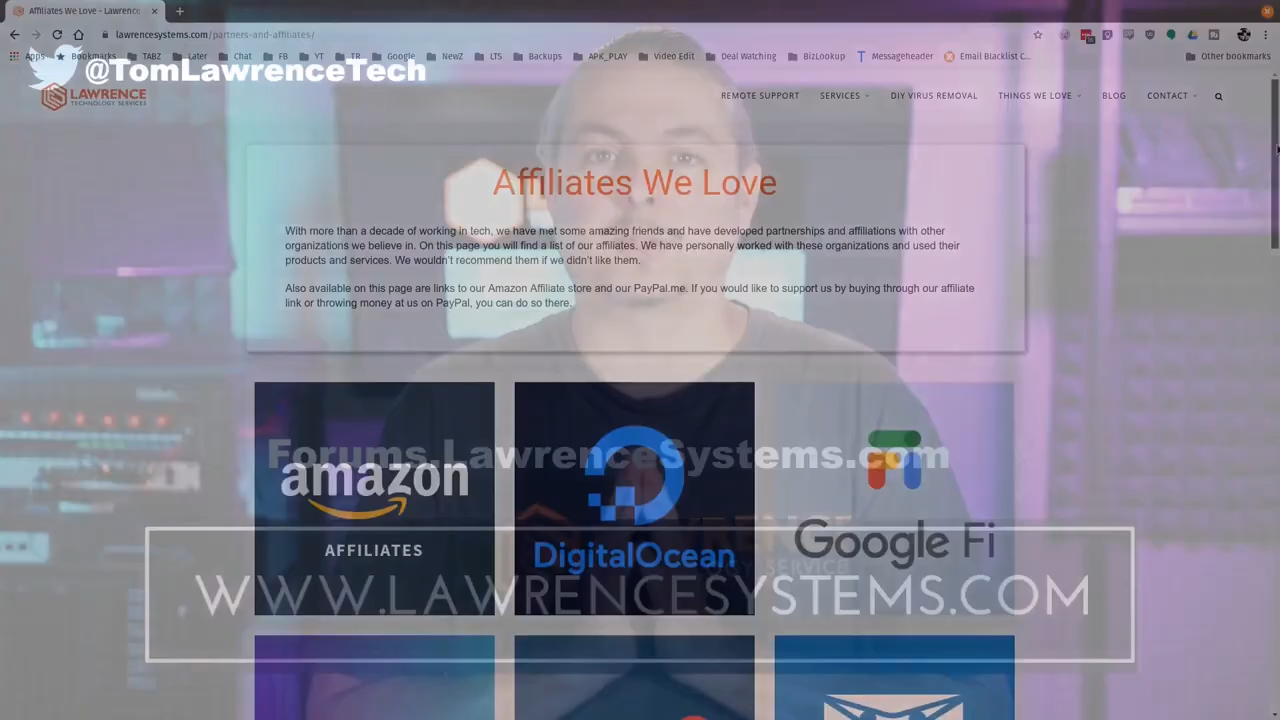 Affiliates We Love – Lawrence
lawrencesystems.com/partners-and-affiliates/
Apps
Bookmarks
TABZ
Later
Chat
FB
YT
TR
Google
NewZ
LTS
Backups
APK_PLAY
Video Edit
Deal Watching
BizLookup
Messageheader
Email Blacklist C...
Other bookmarks
@TomLawrenceTech
LAWRENCE
TECHNOLOGY SERVICES
REMOTE SUPPORT
SERVICES
DIY VIRUS REMOVAL
THINGS WE LOVE
BLOG
CONTACT
Affiliates We Love
With more than a decade of working in tech, we have met some amazing friends and have developed partnerships and affiliations with other
organizations we believe in. On this page you will find a list of our affiliates. We have personally worked with these organizations and used their
products and services. We wouldn't recommend them if we didn't like them.
Also available on this page are links to our Amazon Affiliate store and our PayPal.me. If you would like to support us by buying through our affiliate
link or throwing money at us on PayPal, you can do so there.
Forums.LawrenceSystems.com
amazon
AFFILIATES
DigitalOcean
Google Fi
WWW.LAWRENCESYSTEMS.COM